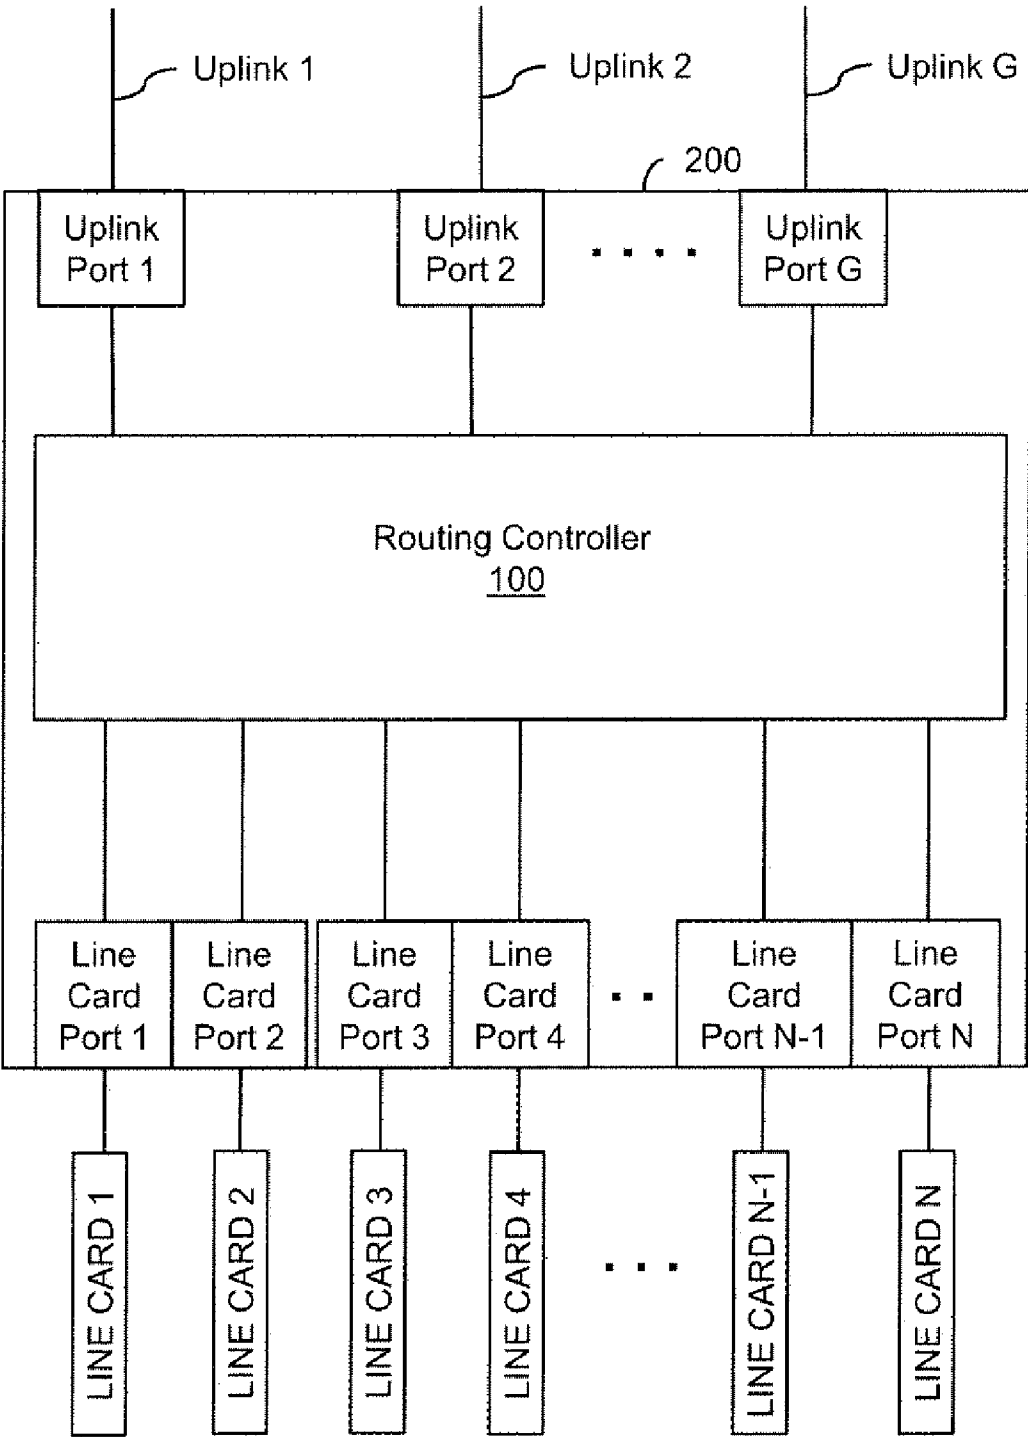 Uplink 1
Uplink 2
Uplink G
200
Uplink
Port 1
Uplink
Port 2
Uplink
Port G
Routing Controller
100
Line
Card
Port 1
Line
Card
Port 2
Line
Card
Port 3
Line
Card
Port 4
Line
Card
Port N-1
Line
Card
Port N
LINE CARD 1
LINE CARD 2
LINE CARD 3
LINE CARD 4
LINE CARD N-1
LINE CARD N